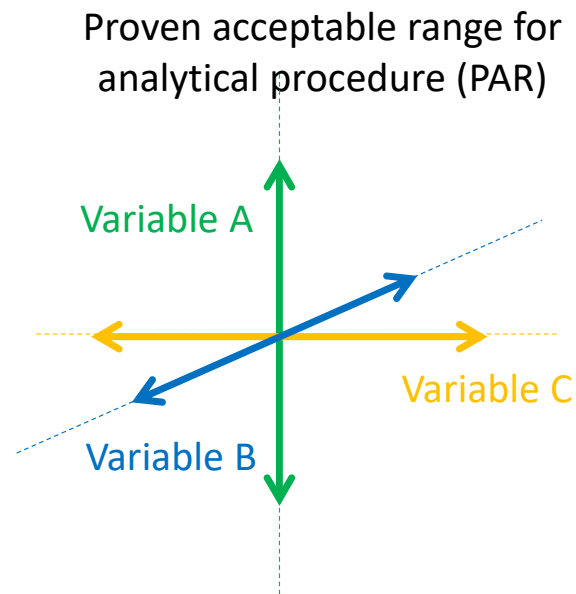 Proven acceptable range for
analytical procedure (PAR)
Variable A
Variable C
Variable B